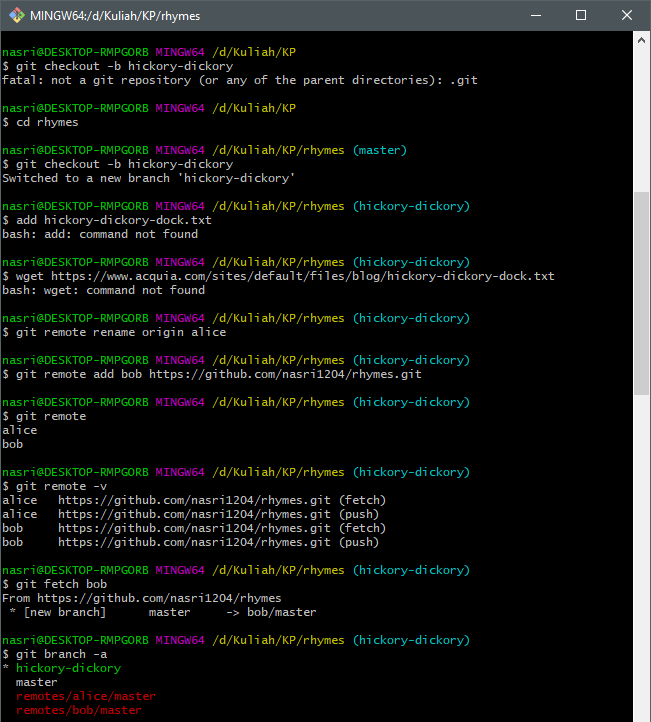 MINGW64:/d/Kuliah/KP/rhymes
nasri@DESKTOP-RMPGORB MINGW64 /d/Kuliah/KP
$ git checkout -b hickory-dickory
fatal: not a git repository (or any of the parent directories): .git
nasri@DESKTOP-RMPGORB MINGW64 /d/Kuliah/KP
$ cd rhymes
nasri@DESKTOP-RMPGORB MINGW64 /d/Kuliah/KP/rhymes (master)
$ git checkout -b hickory-dickory
Switched to a new branch 'hickory-dickory'
nasri@DESKTOP-RMPGORB MINGW64 /d/Kuliah/KP/rhymes (hickory-dickory)
$ add hickory-dickory-dock.txt
bash: add: command not found
nasri@DESKTOP-RMPGORB MINGW64 /d/Kuliah/KP/rhymes (hickory-dickory)
$ wget https://www.acquia.com/sites/default/files/blog/hickory-dickory-dock.txt
bash: wget: command not found
nasri@DESKTOP-RMPGORB MINGW64 /d/Kuliah/KP/rhymes (hickory-dickory)
$ git remote rename origin alice
nasri@DESKTOP-RMPGORB MINGW64 /d/Kuliah/KP/rhymes (hickory-dickory)
$ git remote add bob https://github.com/nasri1204/rhymes.git
nasri@DESKTOP-RMPGORB MINGW64 /d/Kuliah/KP/rhymes (hickory-dickory)
$ git remote
alice
bob
nasri@DESKTOP-RMPGORB MINGW64 /d/Kuliah/KP/rhymes (hickory-dickory)
$ git remote -v
alice   https://github.com/nasri1204/rhymes.git (fetch)
alice   https://github.com/nasri1204/rhymes.git (push)
bob     https://github.com/nasri1204/rhymes.git (fetch)
bob     https://github.com/nasri1204/rhymes.git (push)
nasri@DESKTOP-RMPGORB MINGW64 /d/Kuliah/KP/rhymes (hickory-dickory)
$ git fetch bob
From https://github.com/nasri1204/rhymes
 * [new branch]      master     -> bob/master
nasri@DESKTOP-RMPGORB MINGW64 /d/Kuliah/KP/rhymes (hickory-dickory)
$ git branch -a
* hickory-dickory
  master
  remotes/alice/master
  remotes/bob/master